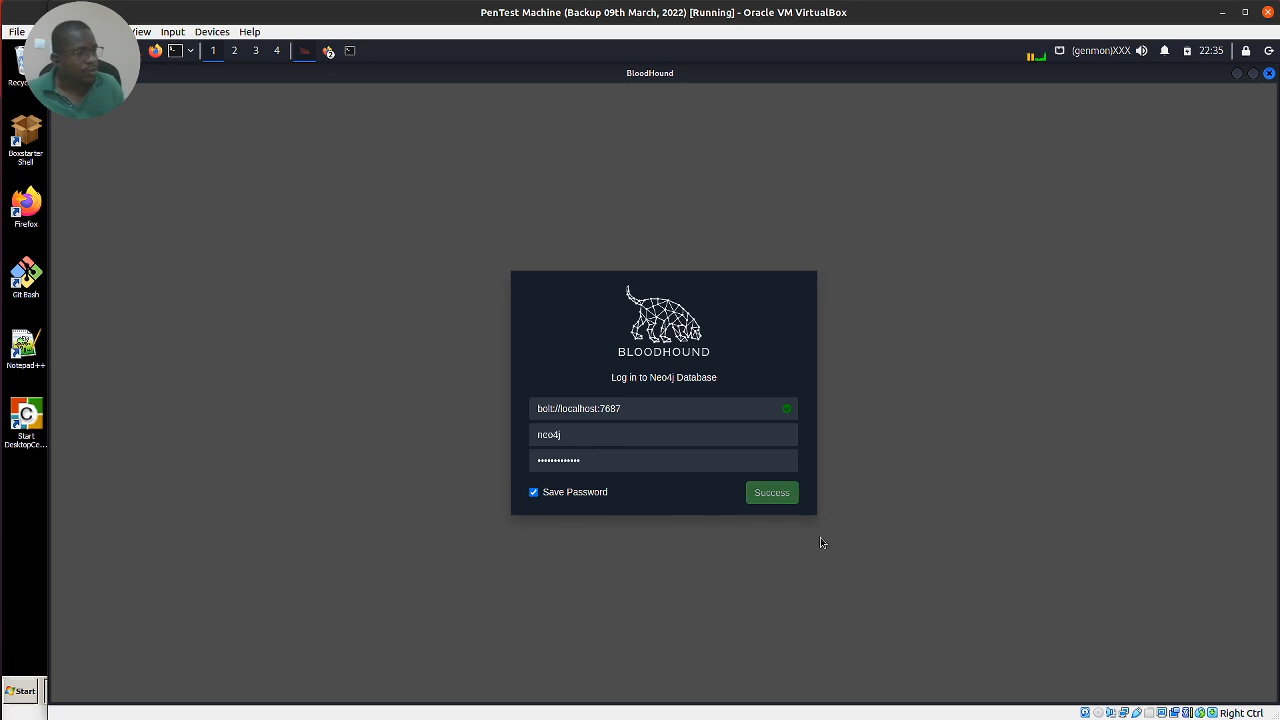 PenTest Machine (Backup 09th March, 2022) [Running] - Oracle VM VirtualBox
File View Input Devices Help
1 2 3 4 2 (genmon)XXX 22:35
BloodHound
Boxstarter
Shell
Firefox
Git Bash
Notepad++
Start
DesktopCe...
BLOODHOUND
Log in to Neo4j Database
bolt://localhost:7687
neo4j
•••••••••••••
Save Password Success
Start
Right Ctrl